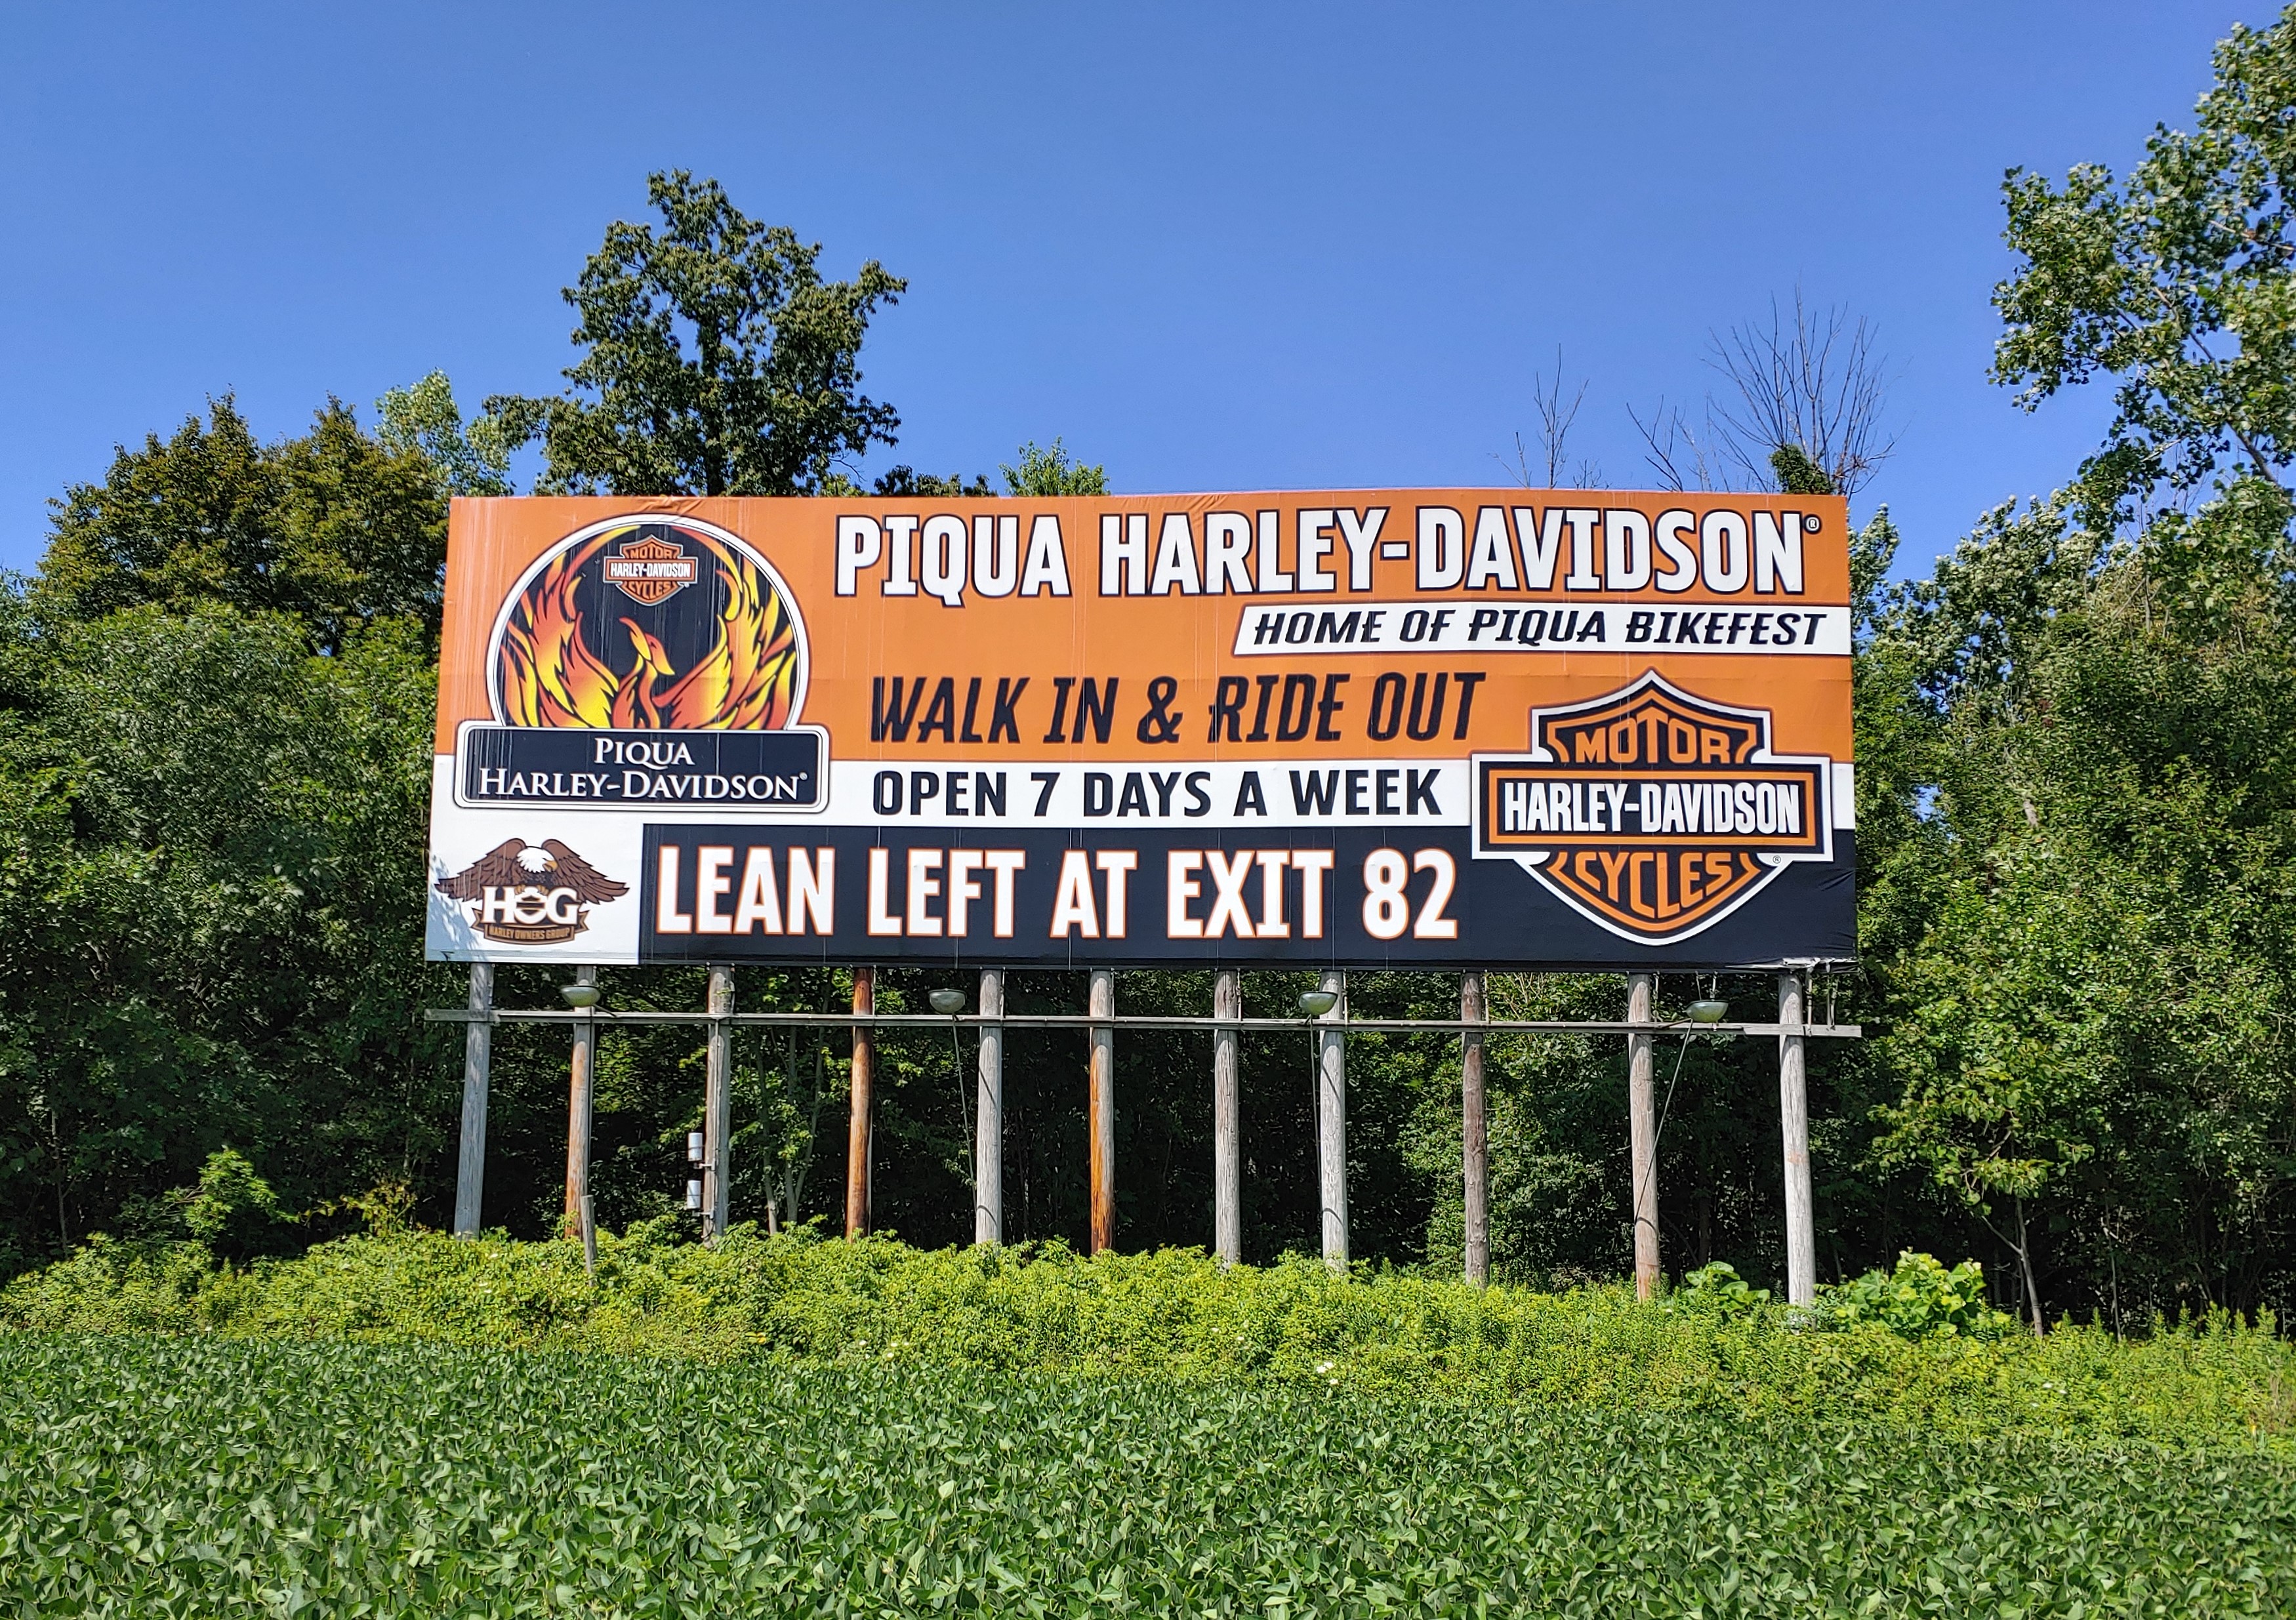 PIQUA HARLEY-DAVIDSON®
HOME OF PIQUA BIKEFEST
MOTOR
HARLEY-DAVIDSON
CYCLES
PIQUA
HARLEY-DAVIDSON®
WALK IN & RIDE OUT
OPEN 7 DAYS A WEEK
MOTOR
HARLEY-DAVIDSON
CYCLES ®
HOG
HARLEY OWNERS GROUP
LEAN LEFT AT EXIT 82